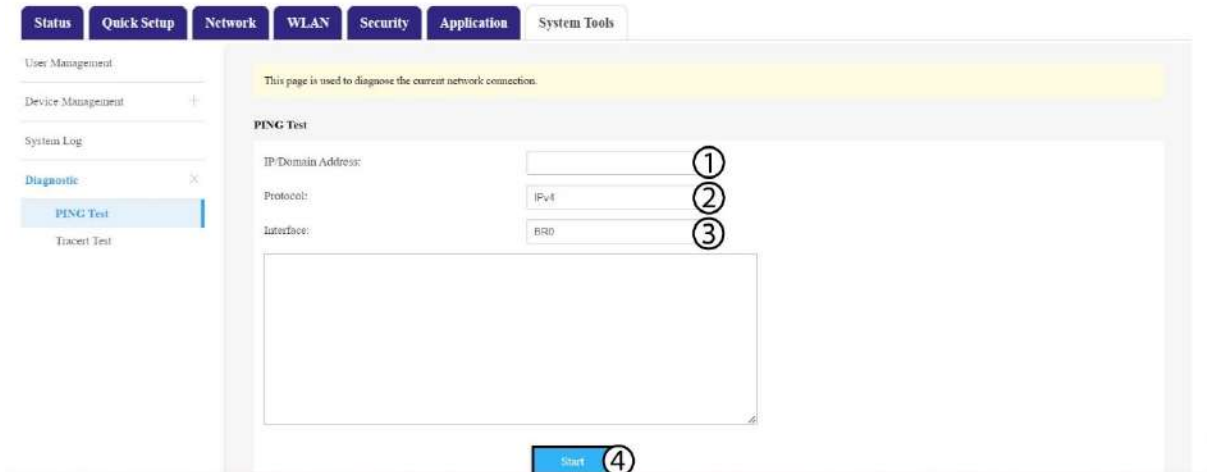 Status Quick Setup Network WLAN Security Application System Tools
User Management
This page is used to diagnose the current network connection.
Device Management +
PING Test
System Log
IP/Domain Address: ①
Diagnostic ×
Protocol: IPv4 ②
PING Test
Interface: BR0 ③
Tracert Test
Start ④